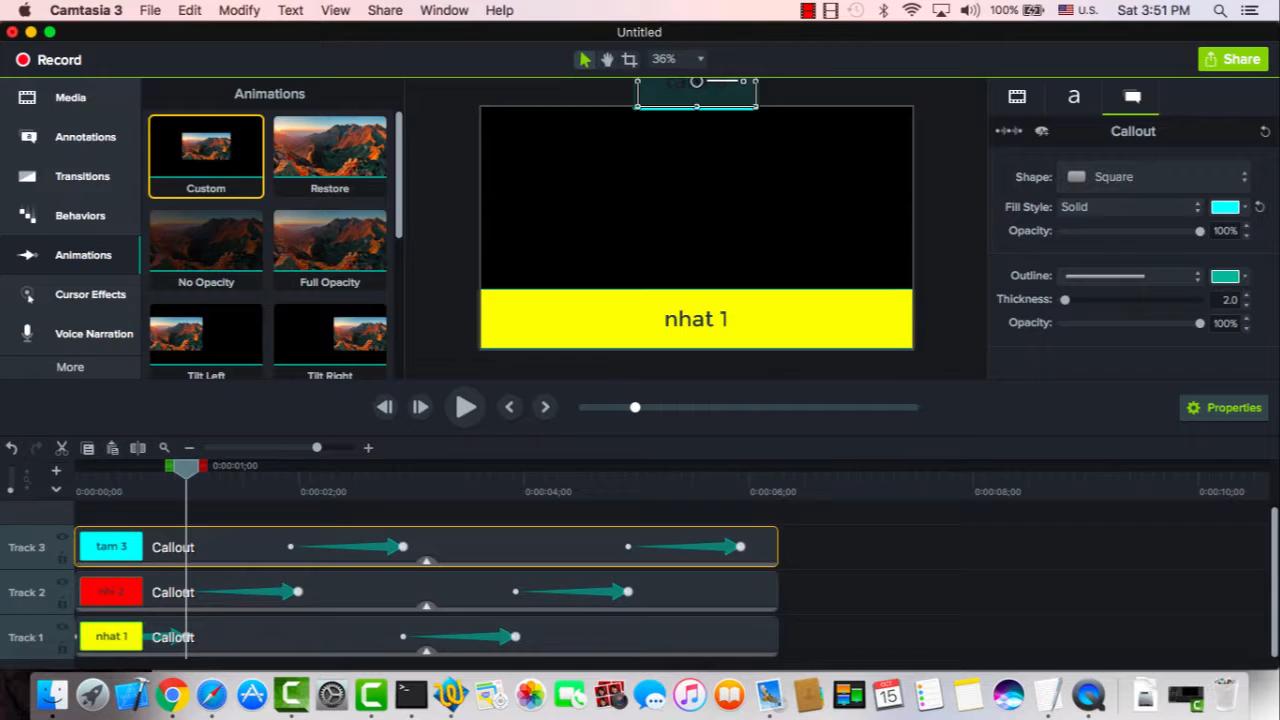 Camtasia 3 File Edit Modify Text View Share Window Help 100% U.S. Sat 3:51 PM
Untitled
Record 36% Share
Media
Annotations
Transitions
Behaviors
Animations
Cursor Effects
Voice Narration
More
Animations
Custom Restore
No Opacity Full Opacity
Tilt Left Tilt Right
nhat 1
a a
Callout
Shape: Square
Fill Style: Solid
Opacity: 100%
Outline:
Thickness: 2.0
Opacity: 100%
Properties
0:00:01;00
0:00:00;00 0:00:02;00 0:00:04;00 0:00:06;00 0:00:08;00 0:00:10;00
Track 3 tam 3 Callout
Track 2 nhi 2 Callout
Track 1 nhat 1 Callout
OCT
15